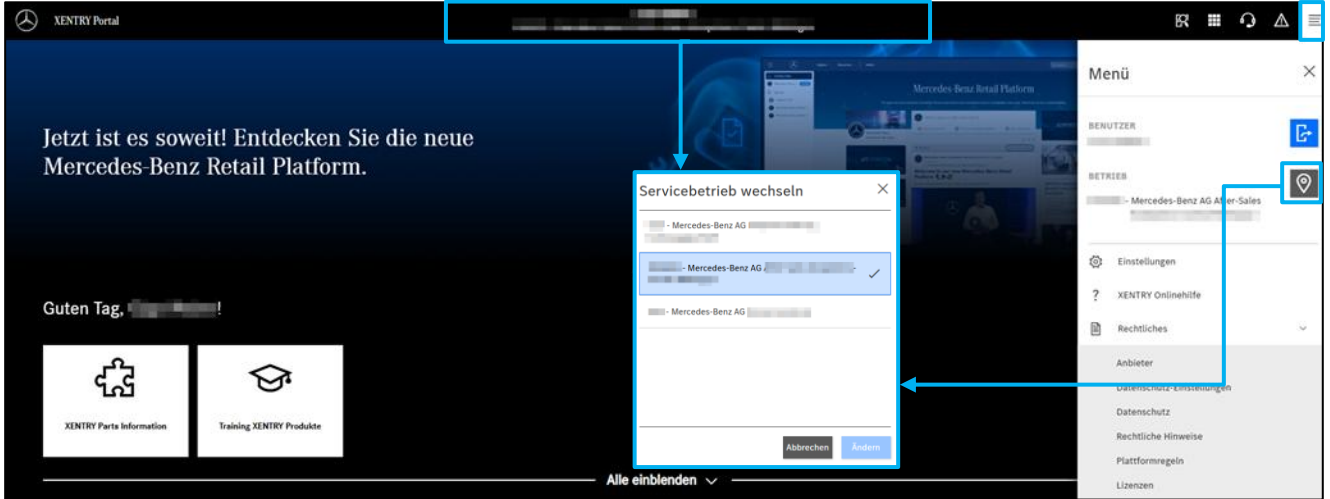 XENTRY Portal
Jetzt ist es soweit! Entdecken Sie die neue
Mercedes-Benz Retail Platform.
Mercedes-Benz Retail Platform
Guten Tag, !
XENTRY Parts Information
Training XENTRY Produkte
Alle einblenden
Servicebetrieb wechseln
- Mercedes-Benz AG
- Mercedes-Benz AG
- Mercedes-Benz AG
Abbrechen
Ändern
Menü
BENUTZER
BETRIEB
- Mercedes-Benz AG After-Sales
Einstellungen
? XENTRY Onlinehilfe
Rechtliches
Anbieter
Datenschutz-Einstellungen
Datenschutz
Rechtliche Hinweise
Plattformregeln
Lizenzen